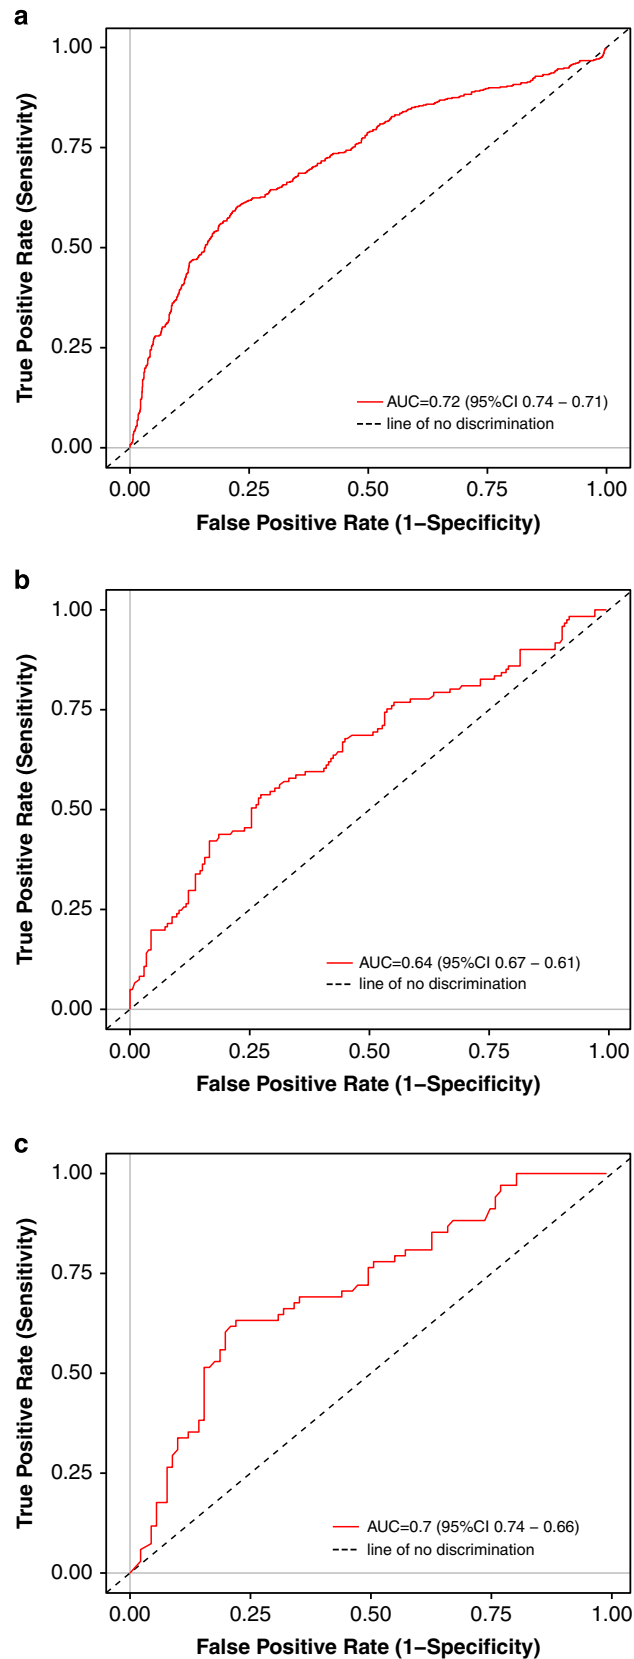 a
1.00
0.75
0.50
0.25
0.00
True Positive Rate (Sensitivity)
AUC=0.72 (95%CI 0.74 – 0.71)
line of no discrimination
0.00 0.25 0.50 0.75 1.00
False Positive Rate (1–Specificity)
b
1.00
0.75
0.50
0.25
0.00
True Positive Rate (Sensitivity)
AUC=0.64 (95%CI 0.67 – 0.61)
line of no discrimination
0.00 0.25 0.50 0.75 1.00
False Positive Rate (1–Specificity)
c
1.00
0.75
0.50
0.25
0.00
True Positive Rate (Sensitivity)
AUC=0.7 (95%CI 0.74 – 0.66)
line of no discrimination
0.00 0.25 0.50 0.75 1.00
False Positive Rate (1–Specificity)